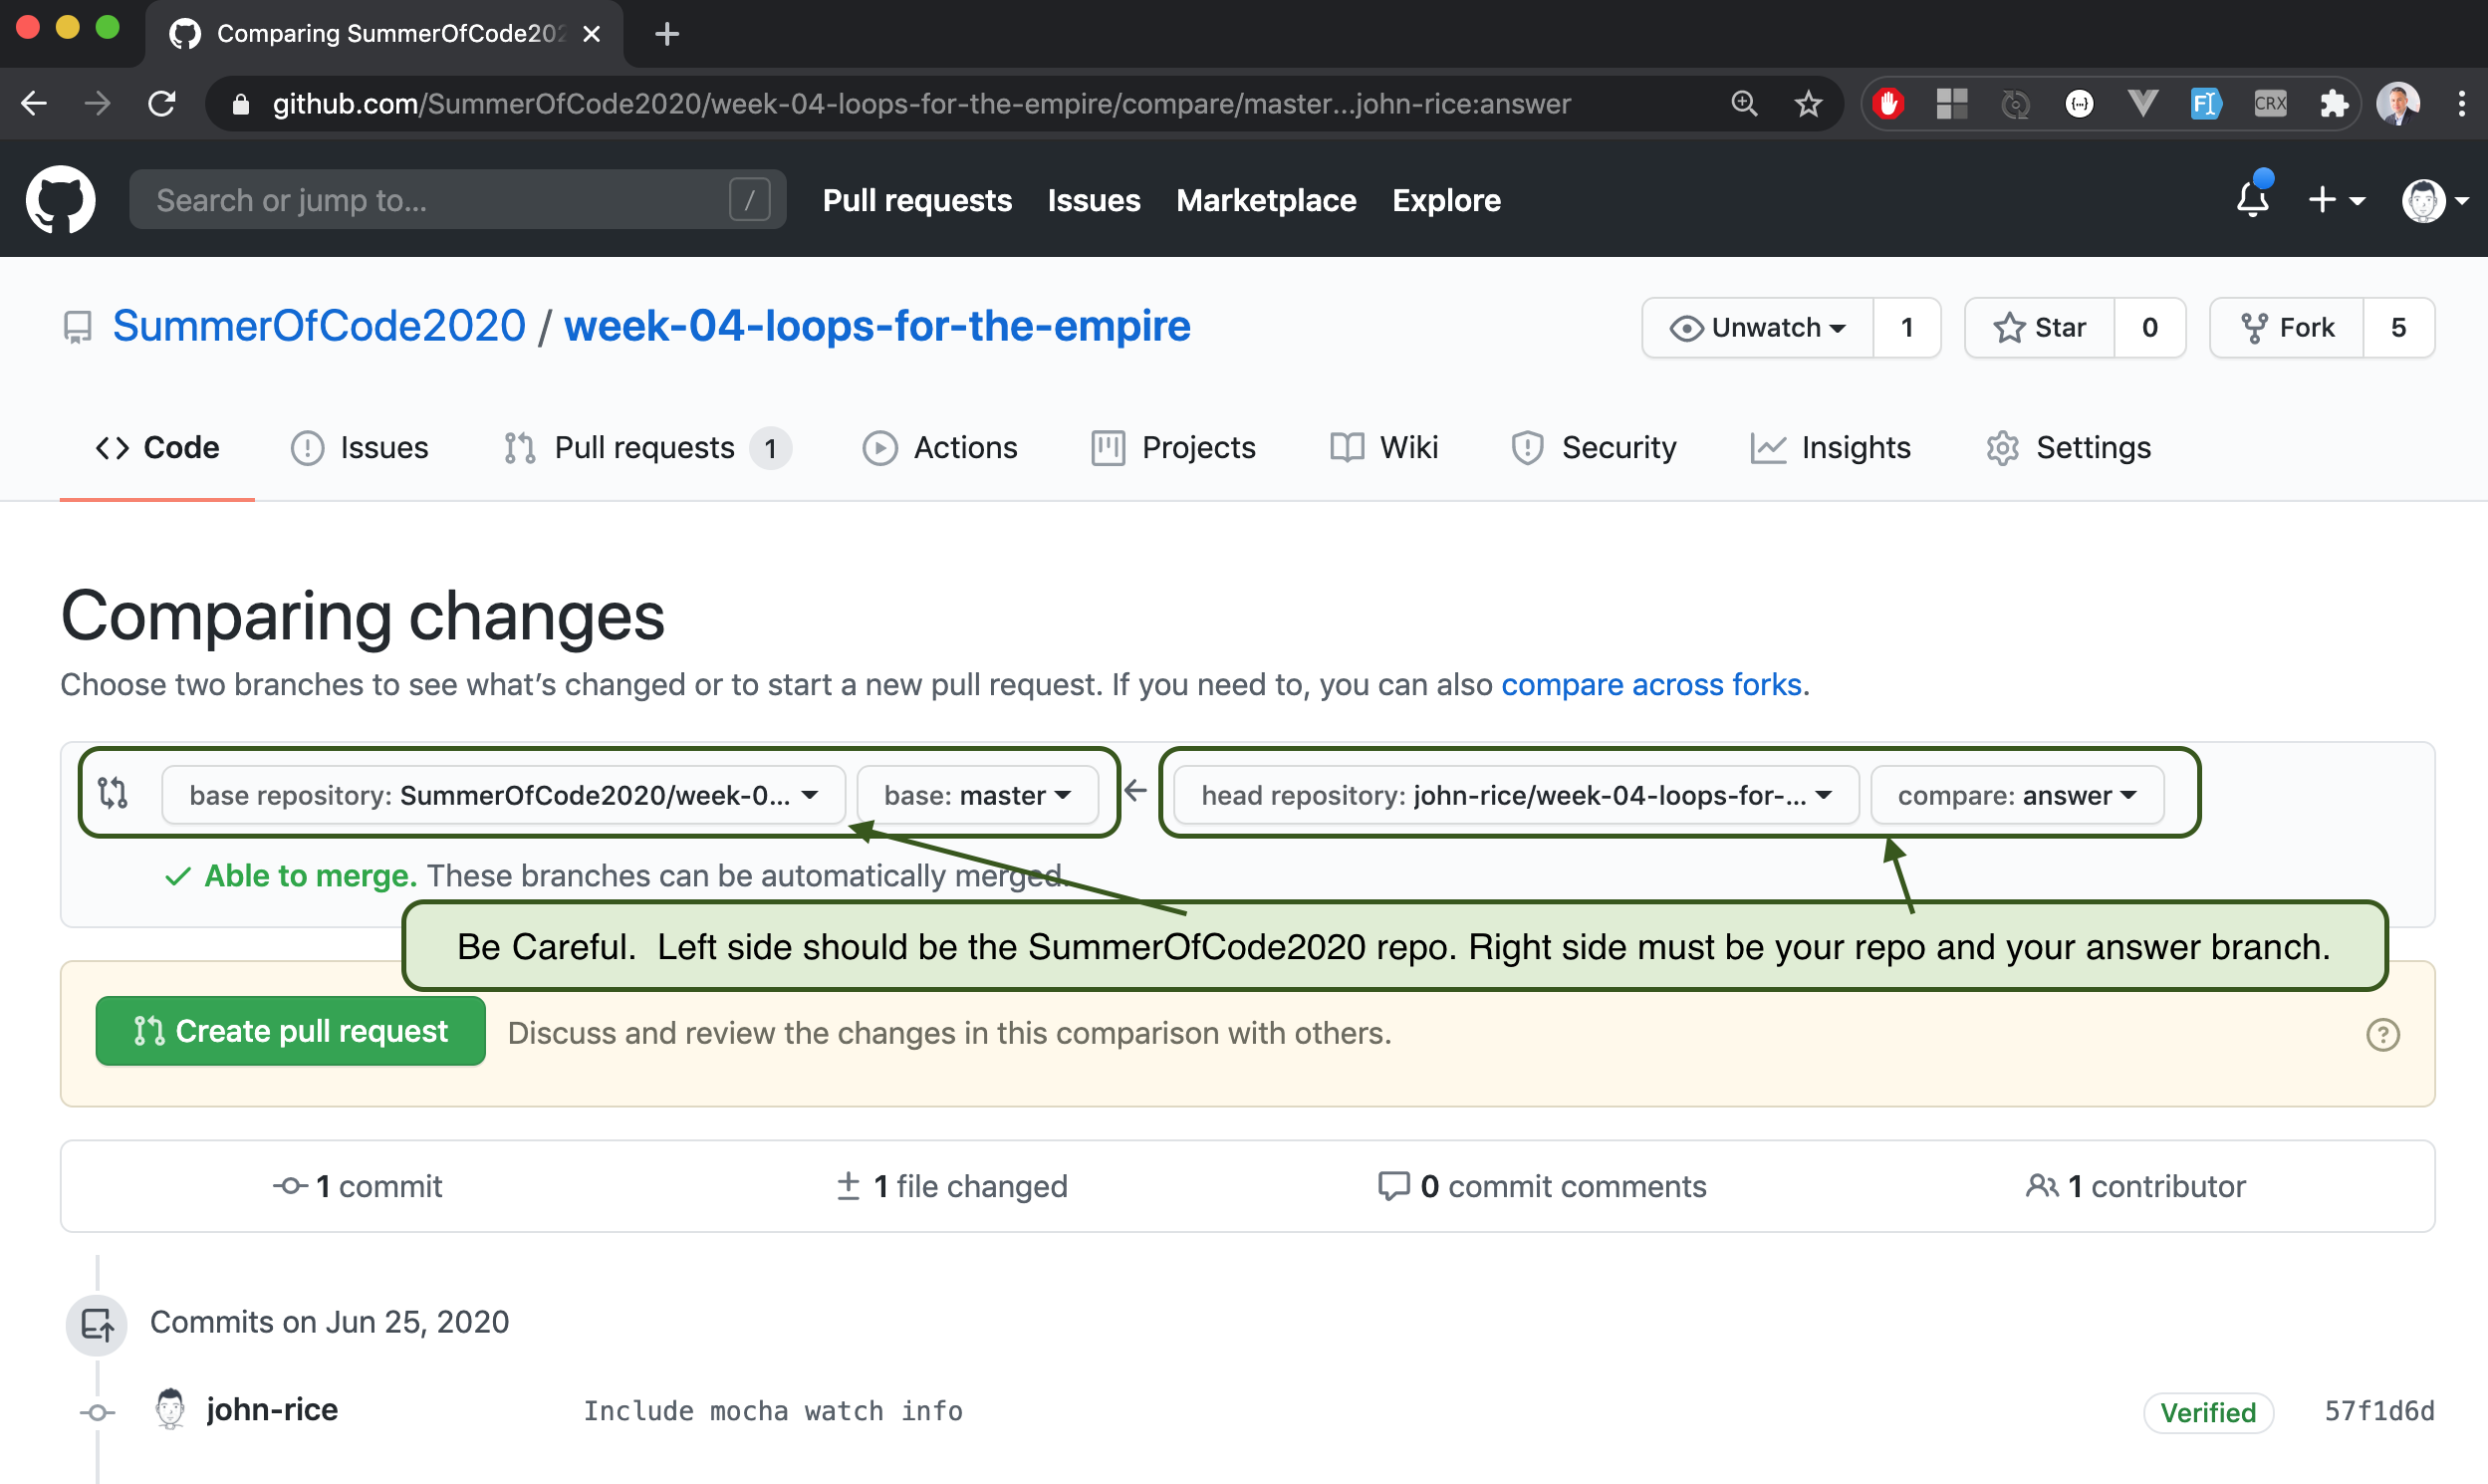 Comparing SummerOfCode202
github.com/SummerOfCode2020/week-04-loops-for-the-empire/compare/master...john-rice:answer
CRX
Search or jump to... /
Pull requests Issues Marketplace Explore
SummerOfCode2020 / week-04-loops-for-the-empire
Unwatch 1 Star 0 Fork 5
Code Issues Pull requests 1 Actions Projects Wiki Security Insights Settings
Comparing changes
Choose two branches to see what’s changed or to start a new pull request. If you need to, you can also compare across forks.
base repository: SummerOfCode2020/week-0... base: master head repository: john-rice/week-04-loops-for-... compare: answer
Able to merge. These branches can be automatically merged.
Be Careful. Left side should be the SummerOfCode2020 repo. Right side must be your repo and your answer branch.
Create pull request Discuss and review the changes in this comparison with others.
1 commit 1 file changed 0 commit comments 1 contributor
Commits on Jun 25, 2020
john-rice Include mocha watch info Verified 57f1d6d